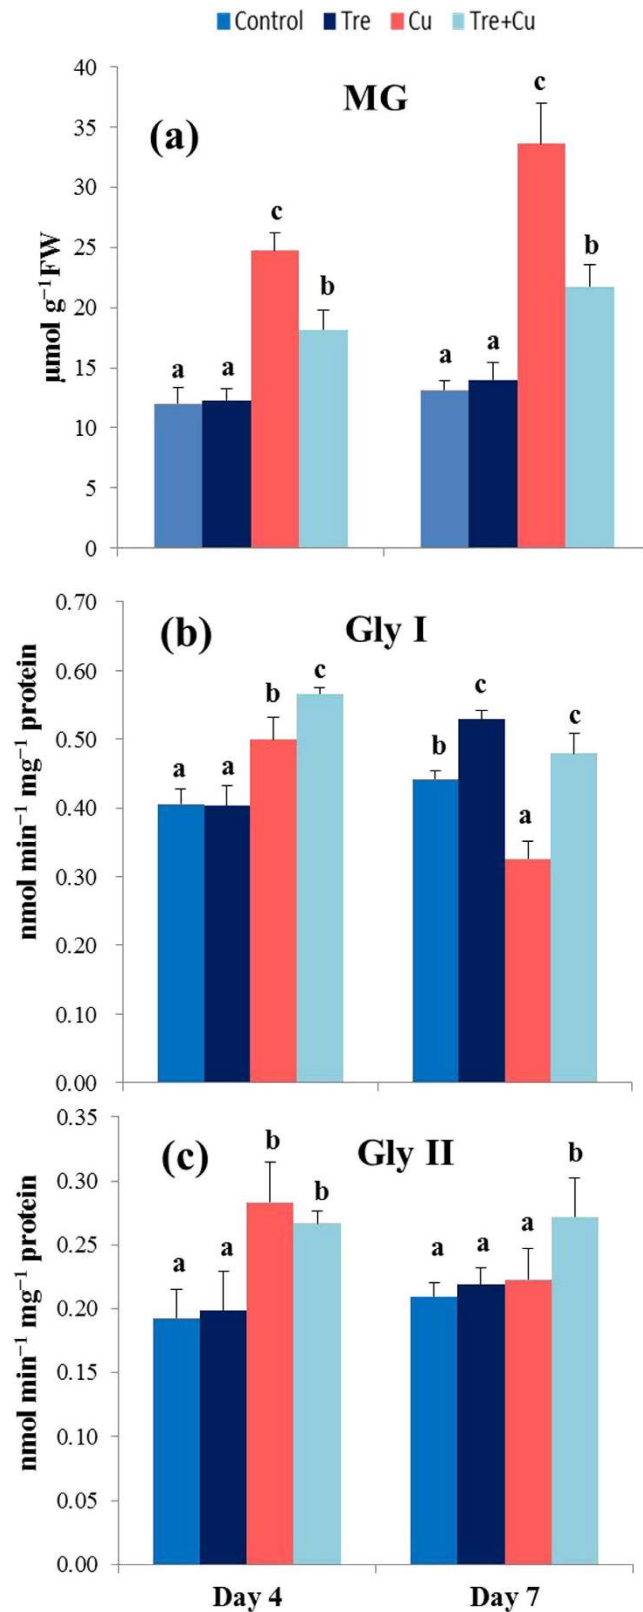 Control Tre Cu Tre+Cu
(a) MG
µmol g⁻¹FW
40
35
30
25
20
15
10
5
0
a a c b
a a c b
(b) Gly I
nmol min⁻¹ mg⁻¹ protein
0.70
0.60
0.50
0.40
0.30
0.20
0.10
0.00
a a b c
b c a c
(c) Gly II
nmol min⁻¹ mg⁻¹ protein
0.35
0.30
0.25
0.20
0.15
0.10
0.05
0.00
a a b b
a a a b
Day 4 Day 7